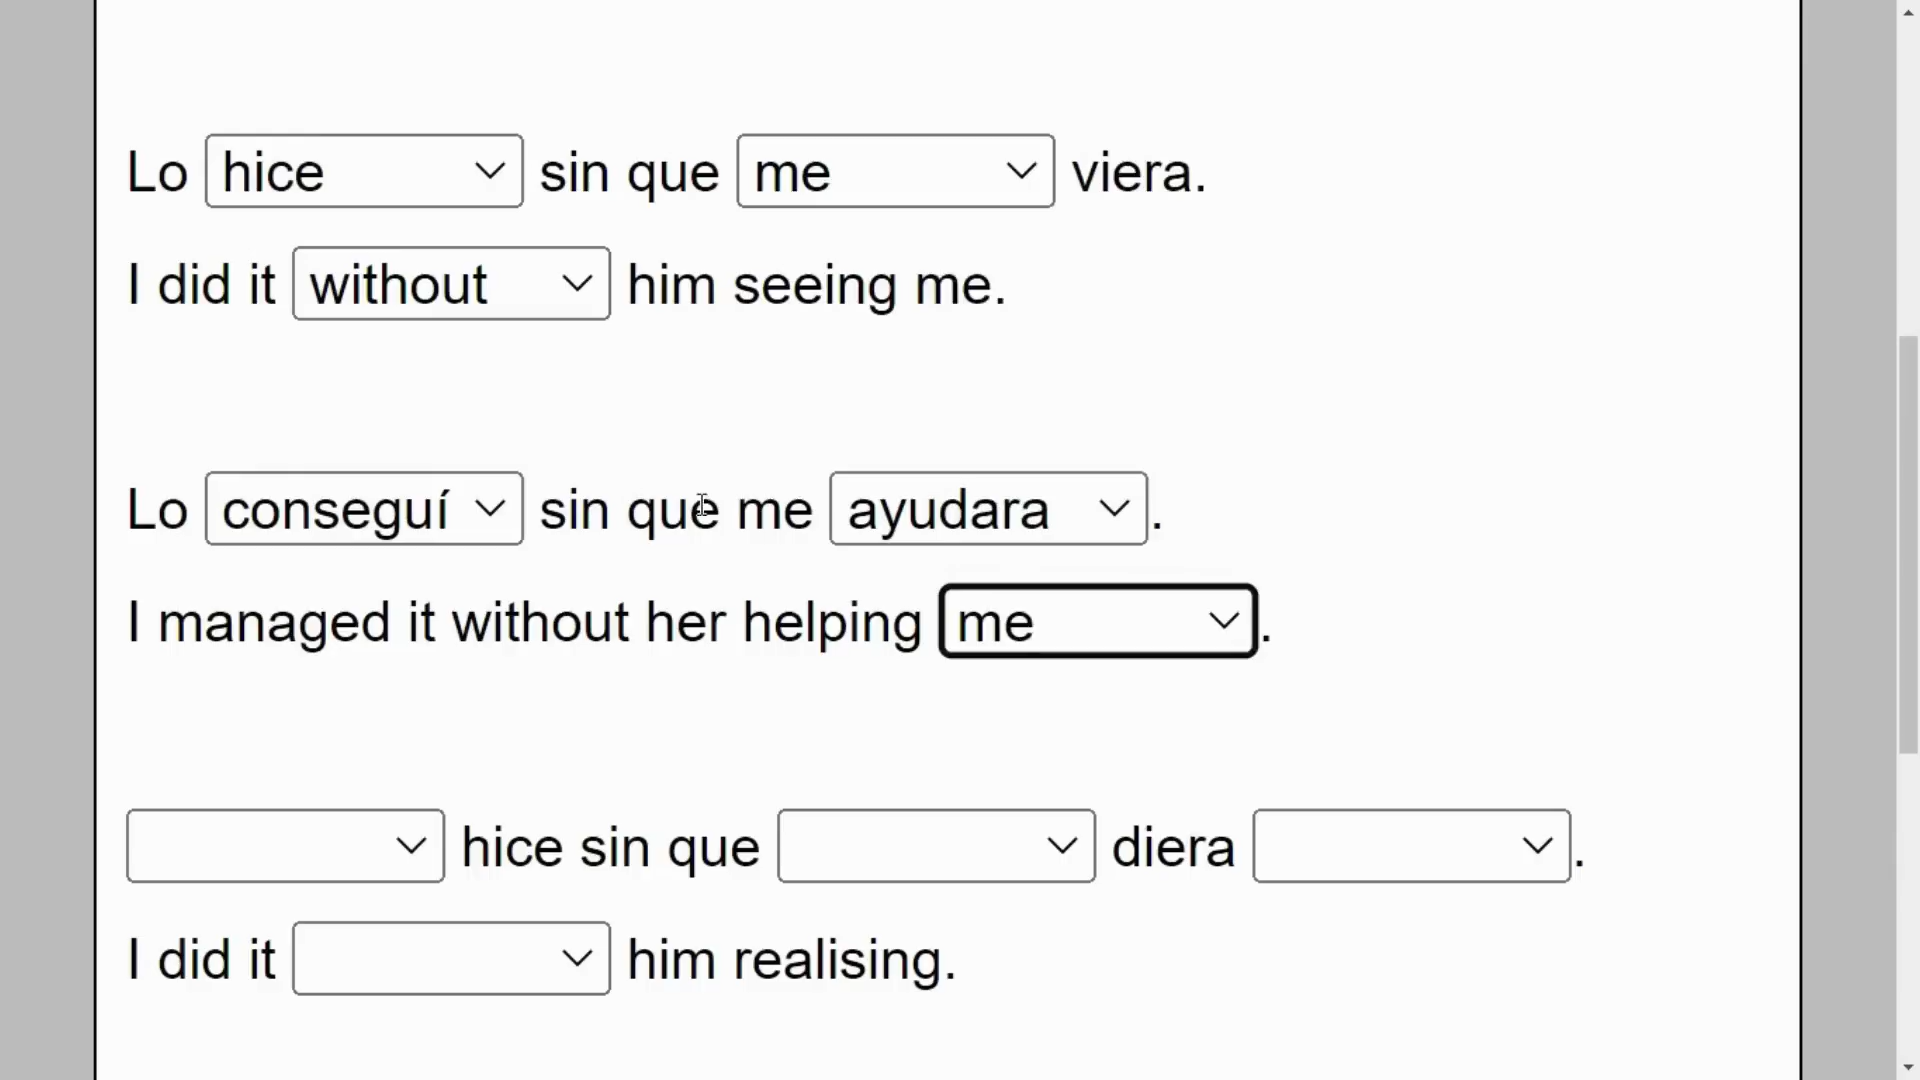 Lo hice sin que me viera.
I did it without him seeing me.
Lo conseguí sin que me ayudara.
I managed it without her helping me.
hice sin que diera .
I did it him realising.